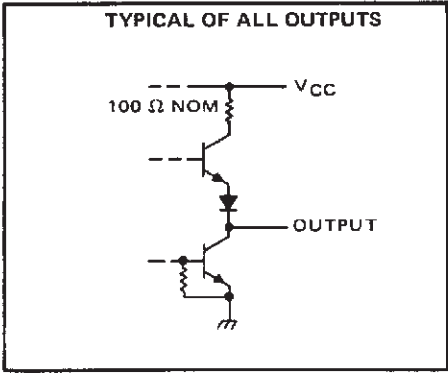 TYPICAL OF ALL OUTPUTS
VCC
100 Ω NOM
OUTPUT